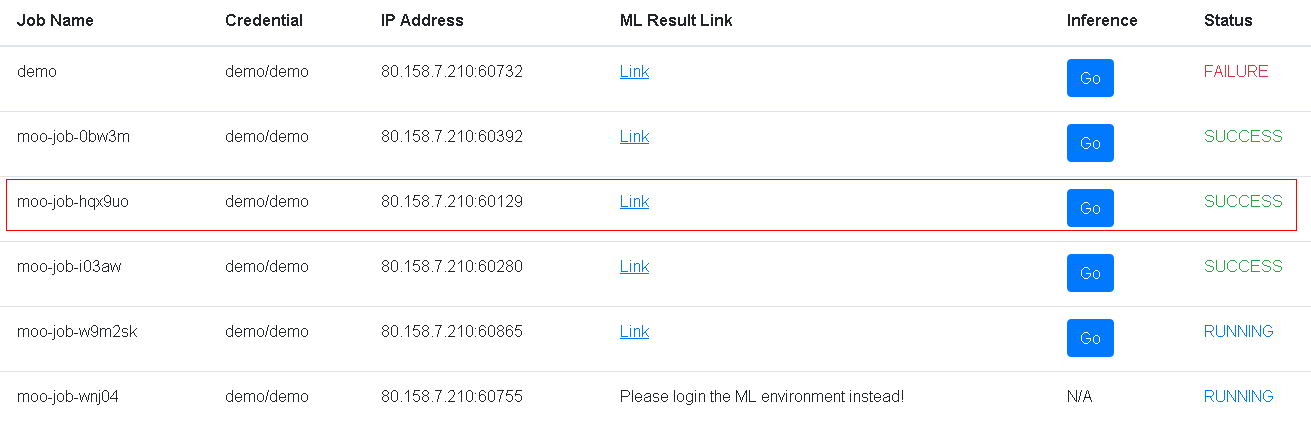 Job Name Credential IP Address ML Result Link Inference Status
demo demo/demo 80.158.7.210:60732 Link Go FAILURE
moo-job-0bw3m demo/demo 80.158.7.210:60392 Link Go SUCCESS
moo-job-hqx9uo demo/demo 80.158.7.210:60129 Link Go SUCCESS
moo-job-i03aw demo/demo 80.158.7.210:60280 Link Go SUCCESS
moo-job-w9m2sk demo/demo 80.158.7.210:60865 Link Go RUNNING
moo-job-wnj04 demo/demo 80.158.7.210:60755 Please login the ML environment instead! N/A RUNNING